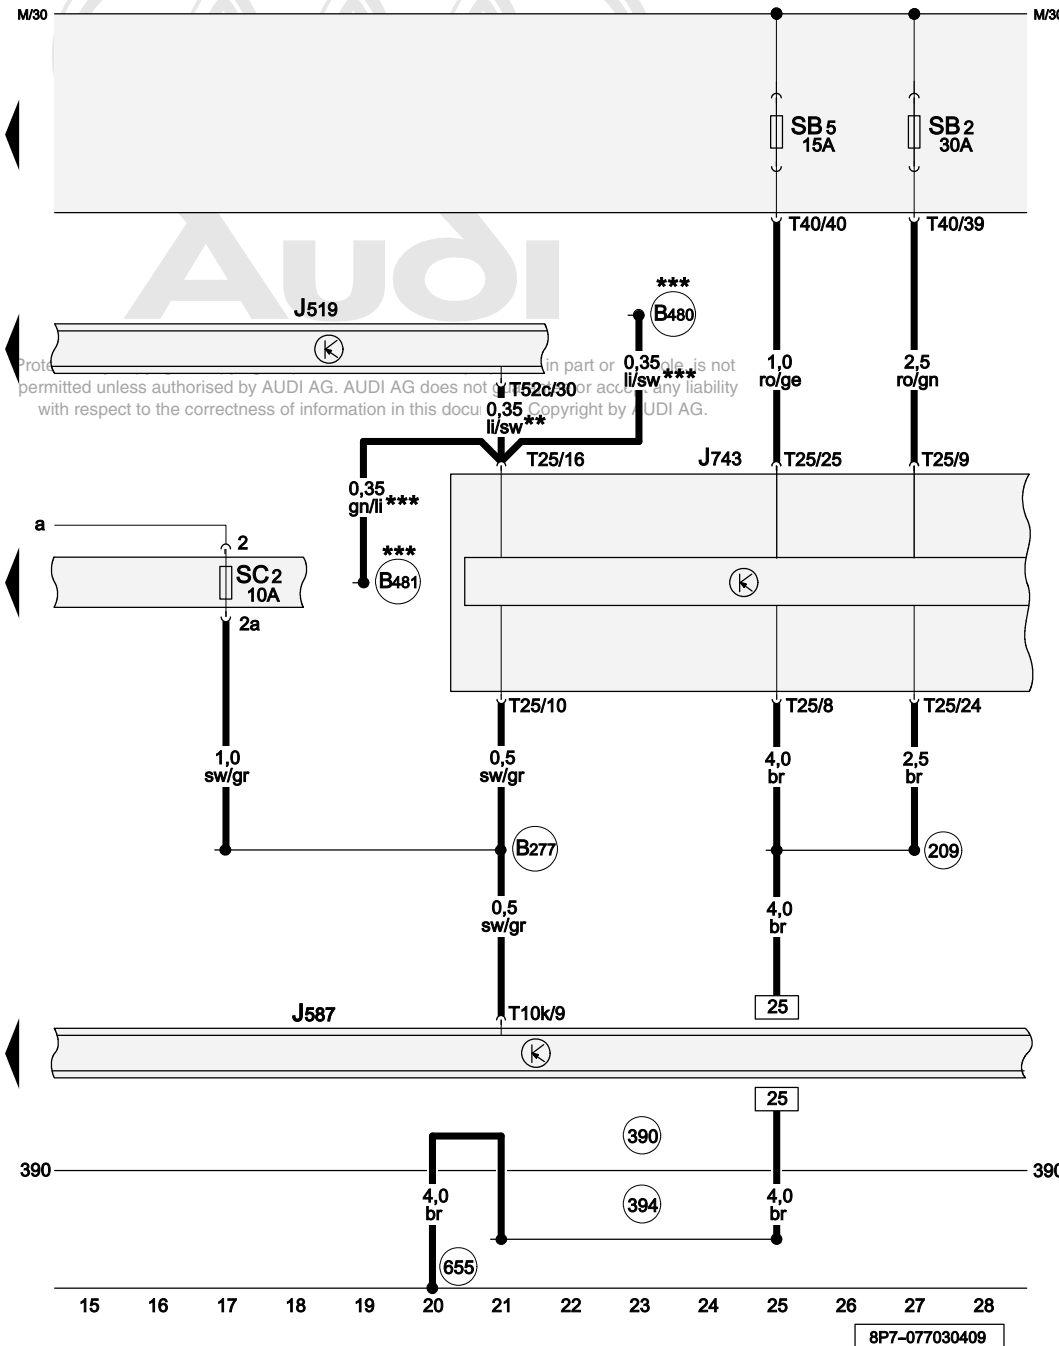 M/30
M/30
SB5
15A
SB2
30A
T40/40
T40/39
Audi
***
B480
J519
0,35
li/sw***
1,0
ro/ge
2,5
ro/gn
in part or
is not
permitted unless authorised by AUDI AG. AUDI AG does not
any liability
with respect to the correctness of information in this
Copyright by AUDI AG.
T52c/30
0,35
li/sw**
T25/16
J743
T25/25
T25/9
0,35
gn/li***
a
2
***
B481
SC2
10A
2a
T25/10
T25/8
T25/24
1,0
sw/gr
0,5
sw/gr
4,0
br
2,5
br
B277
209
0,5
sw/gr
4,0
br
J587
T10k/9
25
25
390
390
390
4,0
br
394
4,0
br
655
15 16 17 18 19 20 21 22 23 24 25 26 27 28
8P7-077030409